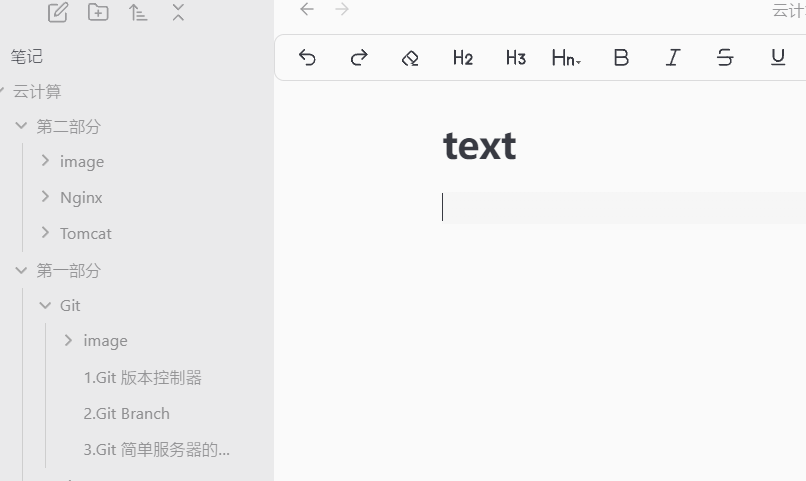 云计
H2 H3 Hn B I S U
笔记
云计算
第二部分
image
Nginx
Tomcat
第一部分
Git
image
1.Git 版本控制器
2.Git Branch
3.Git 简单服务器的...
text